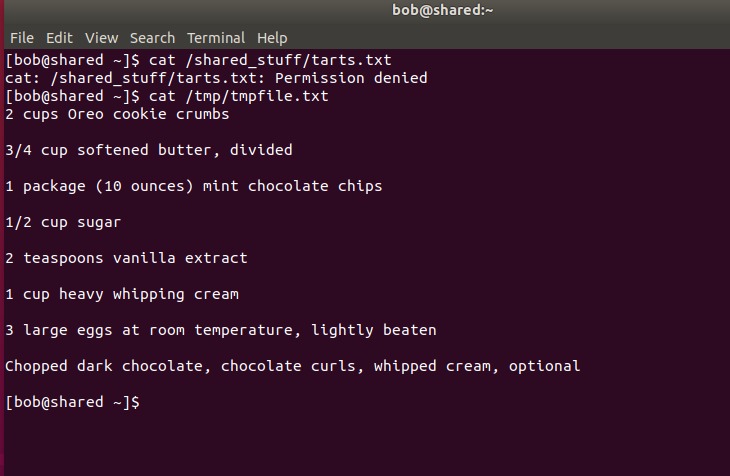 bob@shared:~
File Edit View Search Terminal Help
[bob@shared ~]$ cat /shared_stuff/tarts.txt
cat: /shared_stuff/tarts.txt: Permission denied
[bob@shared ~]$ cat /tmp/tmpfile.txt
2 cups Oreo cookie crumbs
3/4 cup softened butter, divided
1 package (10 ounces) mint chocolate chips
1/2 cup sugar
2 teaspoons vanilla extract
1 cup heavy whipping cream
3 large eggs at room temperature, lightly beaten
Chopped dark chocolate, chocolate curls, whipped cream, optional
[bob@shared ~]$